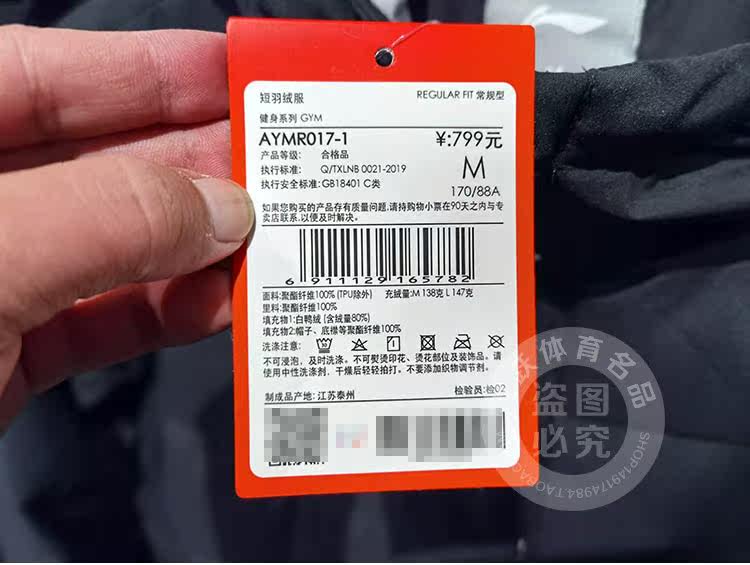 短羽绒服
REGULAR FIT 常规型
健身系列 GYM
AYMR017-1
¥:799元
产品等级: 合格品
M
执行标准: Q/TXLNB 0021-2019
执行安全标准: GB18401 C类
170/88A
如果您购买的产品存有质量问题,请持购物小票在90天之内与专
卖店联系,以便及时解决。
6 911129 165782
面料:聚酯纤维100% (TPU除外) 充绒量:M 138克 L 147克
里料:聚酯纤维100%
填充物1:白鸭绒 (含绒量80%)
填充物2:帽子、底襟等聚酯纤维100%
洗涤注意:
不可浸泡，及时洗涤。不可熨烫印花、烫花部位及装饰品。请
使用中性洗涤剂，干燥后轻轻拍打。不要添加织物调节剂。
制成品产地: 江苏泰州
检验员:检02
跃体育名品
盗图
必究
SHOP149174984.TAOBAO